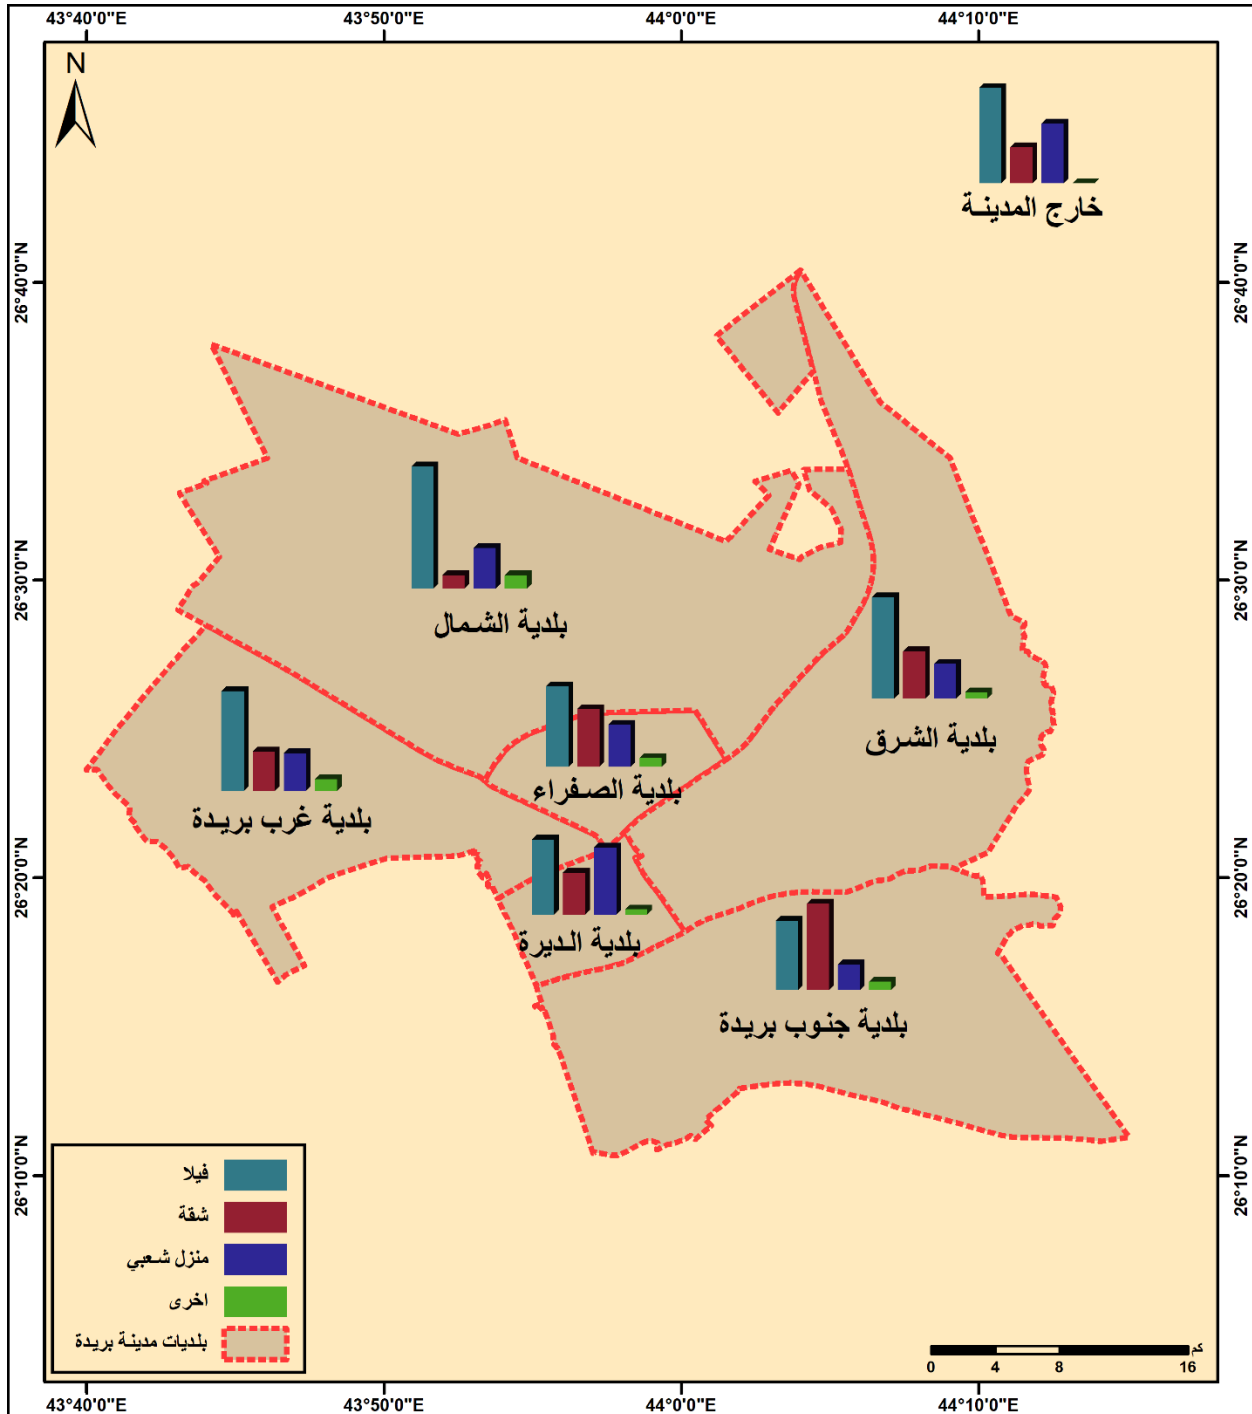 43°40'0"E
43°50'0"E
44°0'0"E
44°10'0"E
N
خارج المدينة
26°40'0"N
26°40'0"N
26°30'0"N
26°30'0"N
بلدية الشمال
بلدية الشرق
بلدية الصفراء
بلدية غرب بريدة
26°20'0"N
26°20'0"N
بلدية الديرة
بلدية جنوب بريدة
26°10'0"N
26°10'0"N
فيلا
شقة
منزل شعبي
اخرى
بلديات مدينة بريدة
كم
0 4 8 16
43°40'0"E
43°50'0"E
44°0'0"E
44°10'0"E